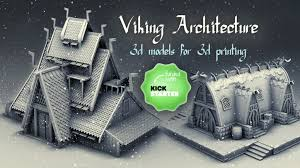 Viking Architecture
3d models for 3d printing
funded with
KICK
STARTER